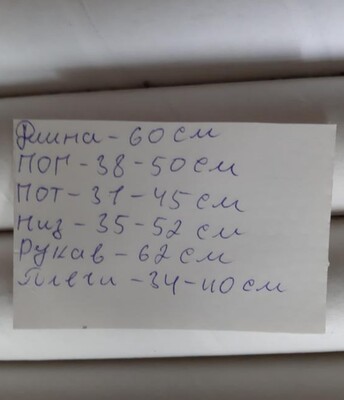 Длина - 60 см
ПОГ - 38 - 50 см
ПОТ - 31 - 45 см
Низ - 35 - 52 см
Рукав - 62 см
Плечи - 34 - 40 см